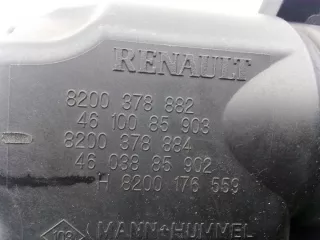 RENAULT
8200 378 882
46 100 85 903
8200 378 884
46 038 85 902
H 8200 176 559
MANN+HUMMEL